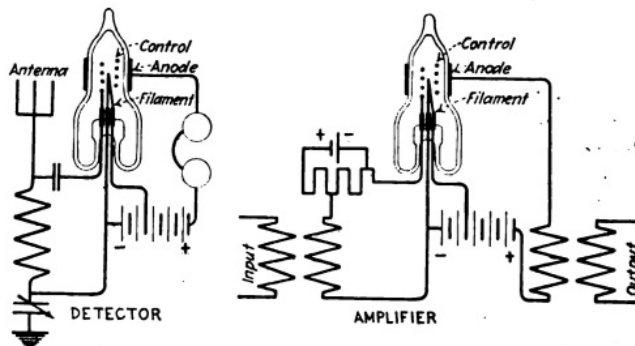 Antenna
Control
Anode
Filament
- +
DETECTOR
Control
Anode
Filament
+ -
- +
Input
Output
AMPLIFIER